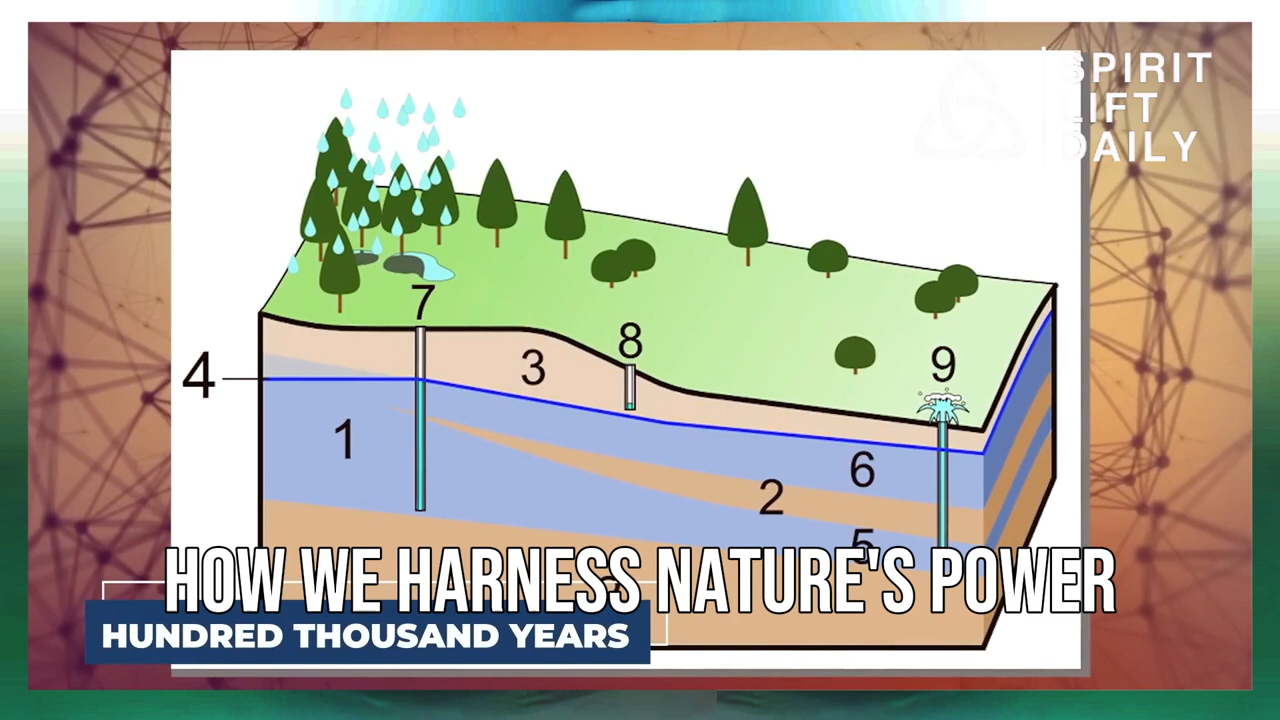 SPIRIT
LIFT
DAILY
7
8
4
3
9
1
6
2
5
HOW WE HARNESS NATURE'S POWER
HUNDRED THOUSAND YEARS